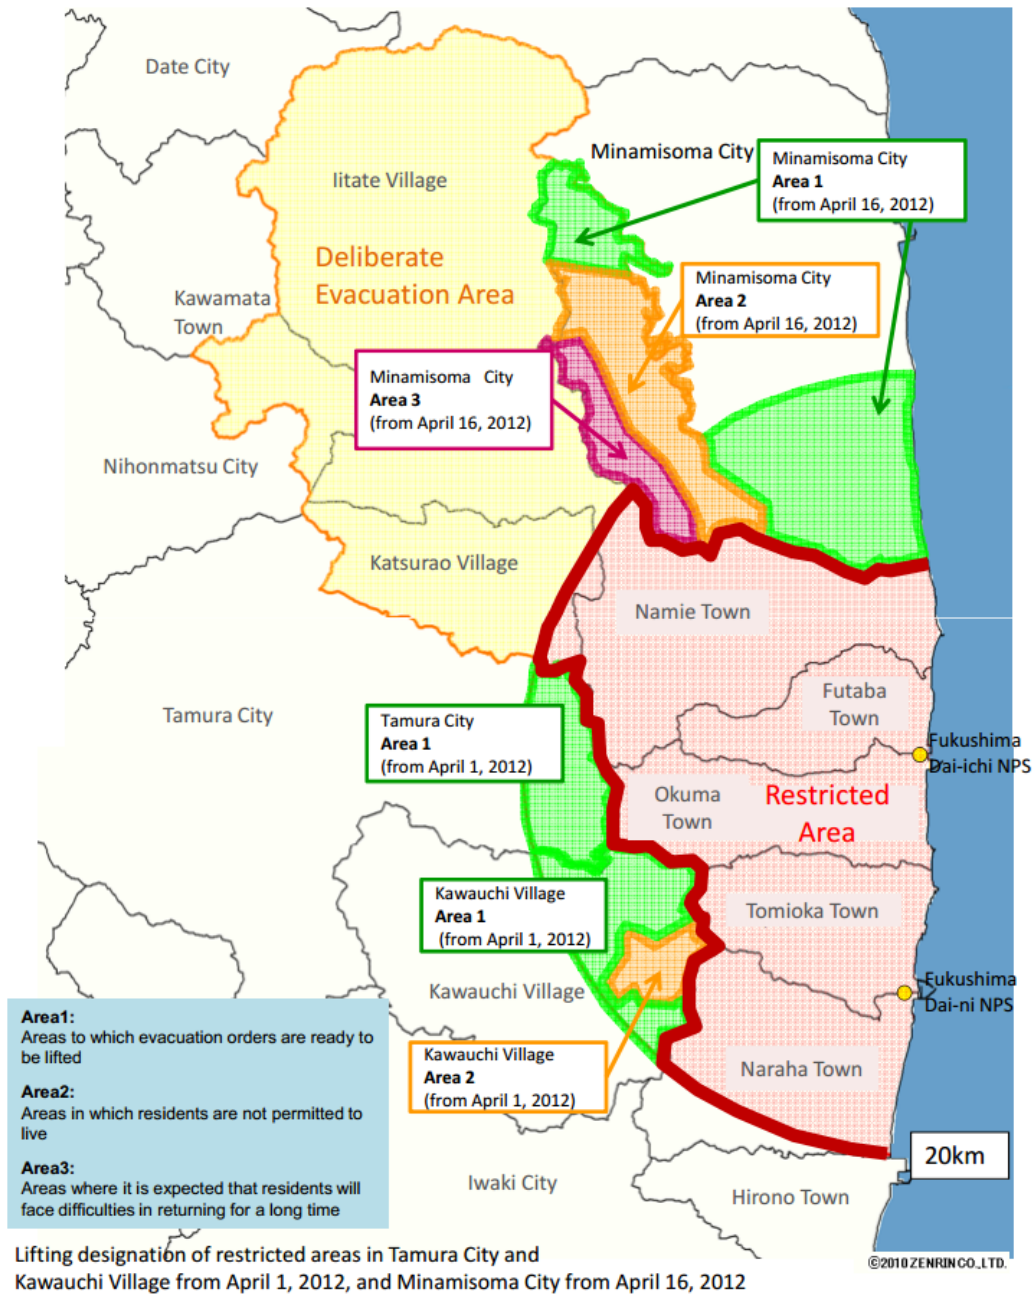 Date City
Minamisoma City
Minamisoma City
Area 1
(from April 16, 2012)
Iitate Village
Deliberate
Evacuation Area
Minamisoma City
Area 2
(from April 16, 2012)
Kawamata
Town
Minamisoma City
Area 3
(from April 16, 2012)
Nihonmatsu City
Katsurao Village
Namie Town
Futaba
Town
Tamura City
Tamura City
Area 1
(from April 1, 2012)
Fukushima
Dai-ichi NPS
Okuma
Town
Restricted
Area
Kawauchi Village
Area 1
(from April 1, 2012)
Tomioka Town
Kawauchi Village
Fukushima
Dai-ni NPS
Area1:
Areas to which evacuation orders are ready to
be lifted
Area2:
Areas in which residents are not permitted to
live
Area3:
Areas where it is expected that residents will
face difficulties in returning for a long time
Kawauchi Village
Area 2
(from April 1, 2012)
Naraha Town
20km
Iwaki City
Hirono Town
©2010 ZENRIN CO., LTD.
Lifting designation of restricted areas in Tamura City and
Kawauchi Village from April 1, 2012, and Minamisoma City from April 16, 2012